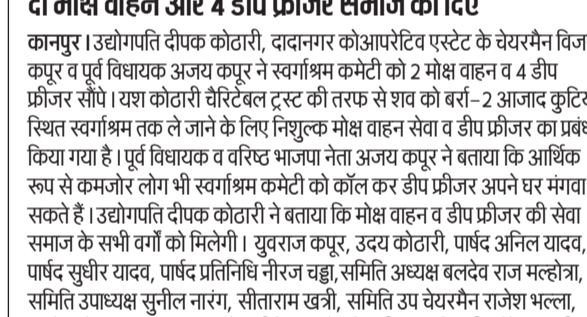 दो मोक्ष वाहन और 4 डीप फ्रीजर समाज को दिए
कानपुर। उद्योगपति दीपक कोठारी, दादानगर कोआपरेटिव एस्टेट के चेयरमैन विजय
कपूर व पूर्व विधायक अजय कपूर ने स्वर्गाश्रम कमेटी को 2 मोक्ष वाहन व 4 डीप
फ्रीजर सौंपे। यश कोठारी चैरिटेबल ट्रस्ट की तरफ से शव को बर्रा-2 आजाद कुटिया
स्थित स्वर्गाश्रम तक ले जाने के लिए निशुल्क मोक्ष वाहन सेवा व डीप फ्रीजर का प्रबंध
किया गया है। पूर्व विधायक व वरिष्ठ भाजपा नेता अजय कपूर ने बताया कि आर्थिक
रूप से कमजोर लोग भी स्वर्गाश्रम कमेटी को कॉल कर डीप फ्रीजर अपने घर मंगवा
सकते हैं। उद्योगपति दीपक कोठारी ने बताया कि मोक्ष वाहन व डीप फ्रीजर की सेवा
समाज के सभी वर्गों को मिलेगी। युवराज कपूर, उदय कोठारी, पार्षद अनिल यादव,
पार्षद सुधीर यादव, पार्षद प्रतिनिधि नीरज चड्ढा, समिति अध्यक्ष बलदेव राज मल्होत्रा,
समिति उपाध्यक्ष सुनील नारंग, सीताराम खत्री, समिति उप चेयरमैन राजेश भल्ला,